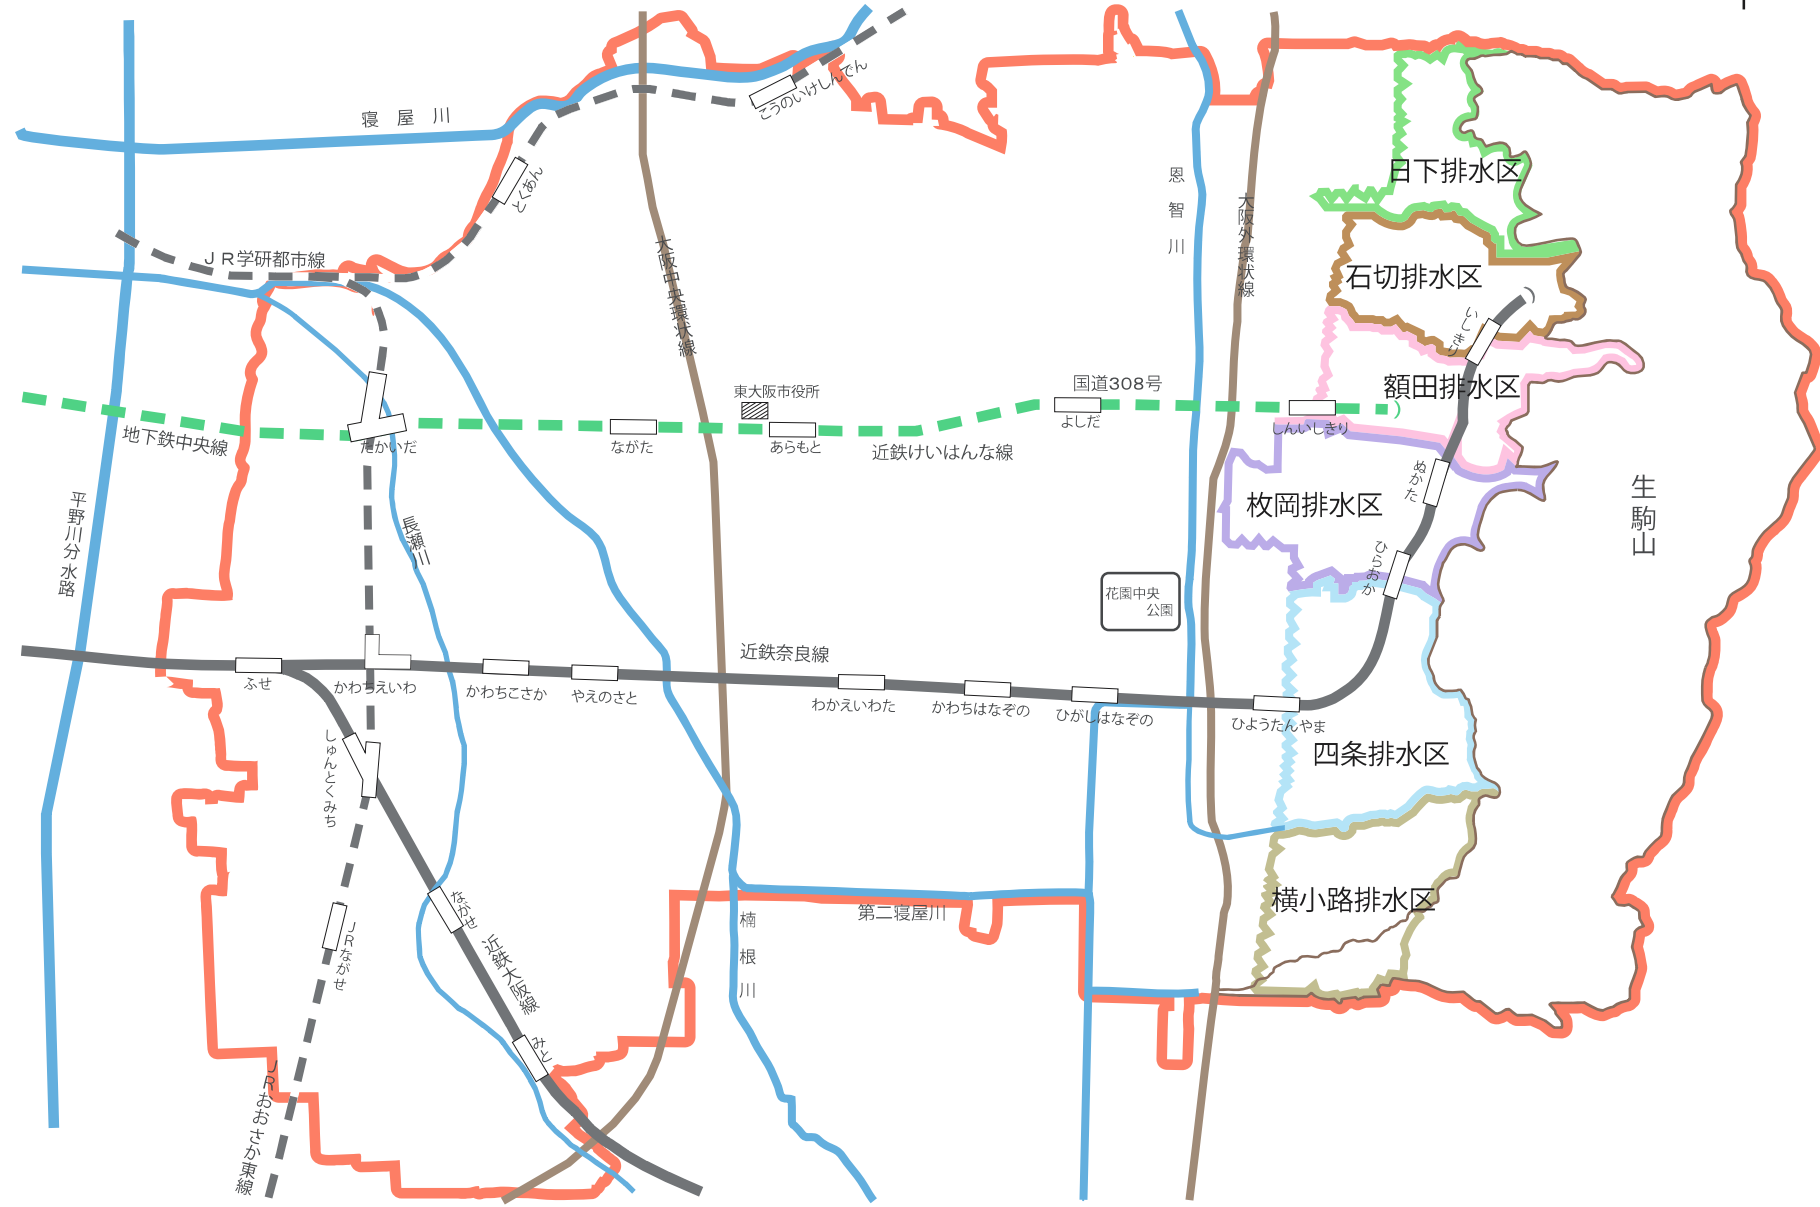 寝屋川
こうのいけしんでん
とくあん
ＪＲ学研都市線
大阪中央環状線
恩智川
大阪外環状線
日下排水区
石切排水区
いしきり
額田排水区
国道308号
東大阪市役所
地下鉄中央線
たかいだ
ながた
あらもと
近鉄けいはんな線
よしだ
しんいしきり
ぬかた
枚岡排水区
生駒山
平野川分水路
長瀬川
ひらおか
花園中央
公園
近鉄奈良線
ふせ
かわちえいわ
かわちこさか
やえのさと
わかえいわた
かわちはなぞの
ひがしはなぞの
ひようたんやま
しゅんとくみち
四条排水区
ながせ
横小路排水区
第二寝屋川
楠根川
ＪＲながせ
近鉄大阪線
みと
ＪＲおおさか東線